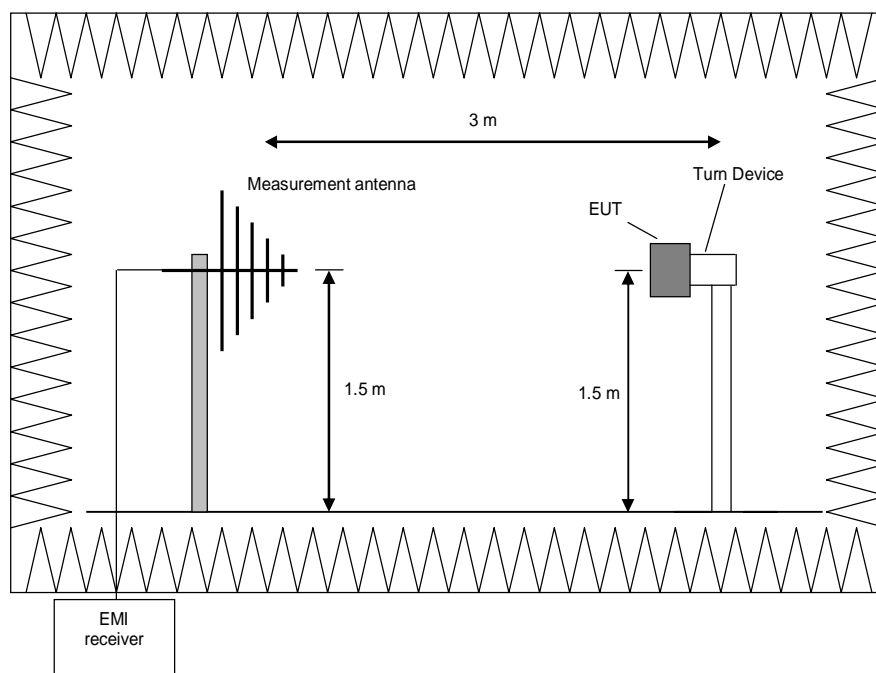 3 m
Measurement antenna
Turn Device
EUT
1.5 m
1.5 m
EMI
receiver